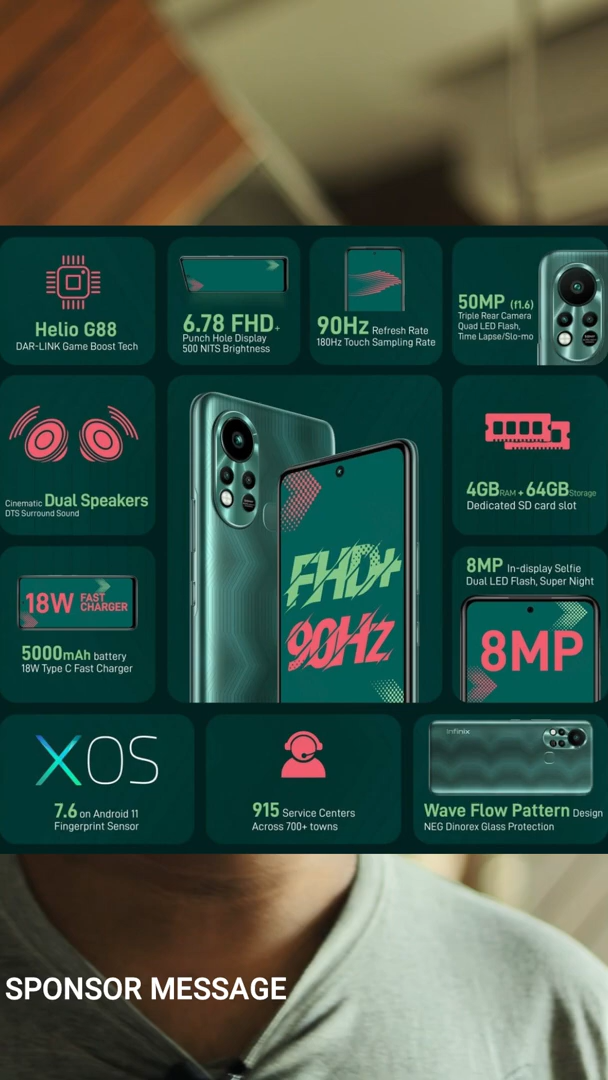 Helio G88
DAR-LINK Game Boost Tech
6.78 FHD+
Punch Hole Display
500 NITS Brightness
90Hz Refresh Rate
180Hz Touch Sampling Rate
50MP (f1.6)
Triple Rear Camera
Quad LED Flash,
Time Lapse/Slo-mo
Cinematic Dual Speakers
DTS Surround Sound
FHD+
90Hz
4GB RAM + 64GB Storage
Dedicated SD card slot
18W FAST
CHARGER
5000mAh battery
18W Type C Fast Charger
8MP In-display Selfie
Dual LED Flash, Super Night
8MP
XOS
7.6 on Android 11
Fingerprint Sensor
915 Service Centers
Across 700+ towns
Infinix
Wave Flow Pattern Design
NEG Dinorex Glass Protection
SPONSOR MESSAGE